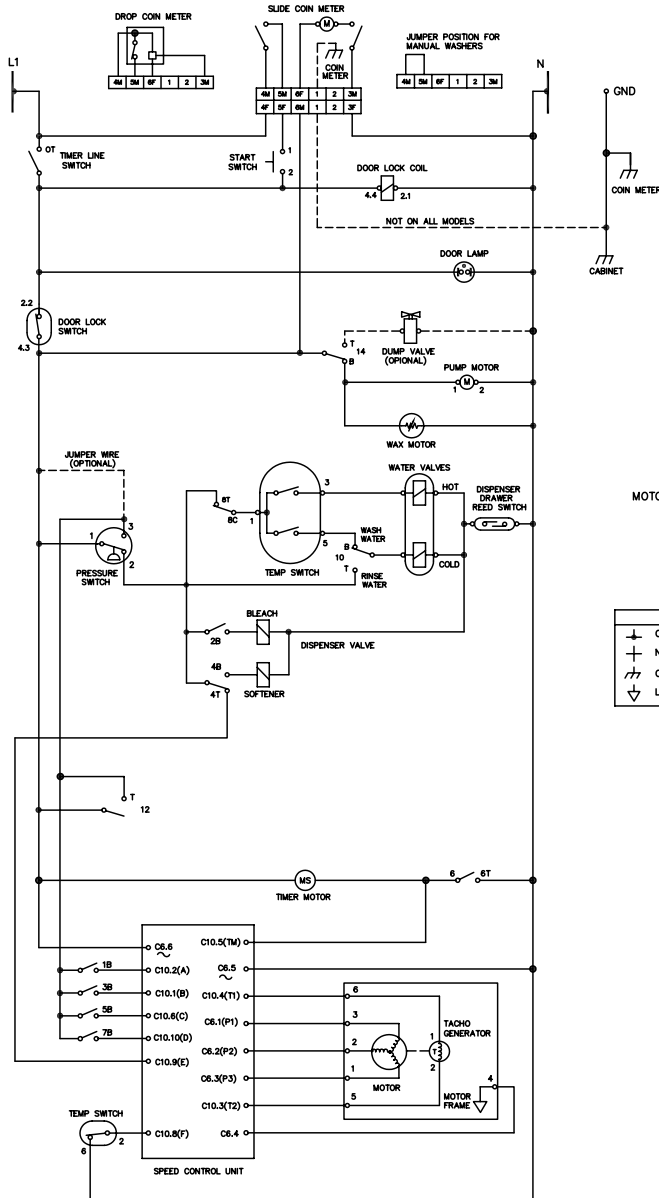 DROP COIN METER
4M 5M 6F 1 2 3M
SLIDE COIN METER
M
COIN
METER
4M 5M 6F 1 2 3M
4F 5F 6M 1 2 3F
JUMPER POSITION FOR
MANUAL WASHERS
4M 5M 6F 1 2 3M
L1
N
GND
COIN METER
CABINET
OT
TIMER LINE
SWITCH
START
SWITCH
1
2
DOOR LOCK COIL
4.4
2.1
NOT ON ALL MODELS
DOOR LAMP
2.2
DOOR LOCK
SWITCH
4.3
T
14
B
DUMP VALVE
(OPIONAL)
PUMP MOTOR
1 M 2
WAX MOTOR
JUMPER WIRE
(OPTIONAL)
3
1
2
PRESSURE
SWITCH
8T
8C
1
3
5
TEMP SWITCH
WATER VALVES
HOT
COLD
WASH
WATER
B
10
T
RINSE
WATER
DISPENSER
DRAWER
REED SWITCH
BLEACH
2B
DISPENSER VALVE
4B
4T
SOFTENER
T
12
MS
TIMER MOTOR
6 6T
C6.6
C10.2(A)
C10.1(B)
C10.6(C)
C10.10(D)
C10.9(E)
C10.8(F)
1B
3B
5B
7B
C10.5(TM)
C6.5
C10.4(T1)
C6.1(P1)
C6.2(P2)
C6.3(P3)
C10.3(T2)
C6.4
6
3
2
1
5
MOTOR
TACHO
GENERATOR
1
T
2
4
MOTOR
FRAME
TEMP SWITCH
6
2
SPEED CONTROL UNIT
MOTO
C
N
C
L